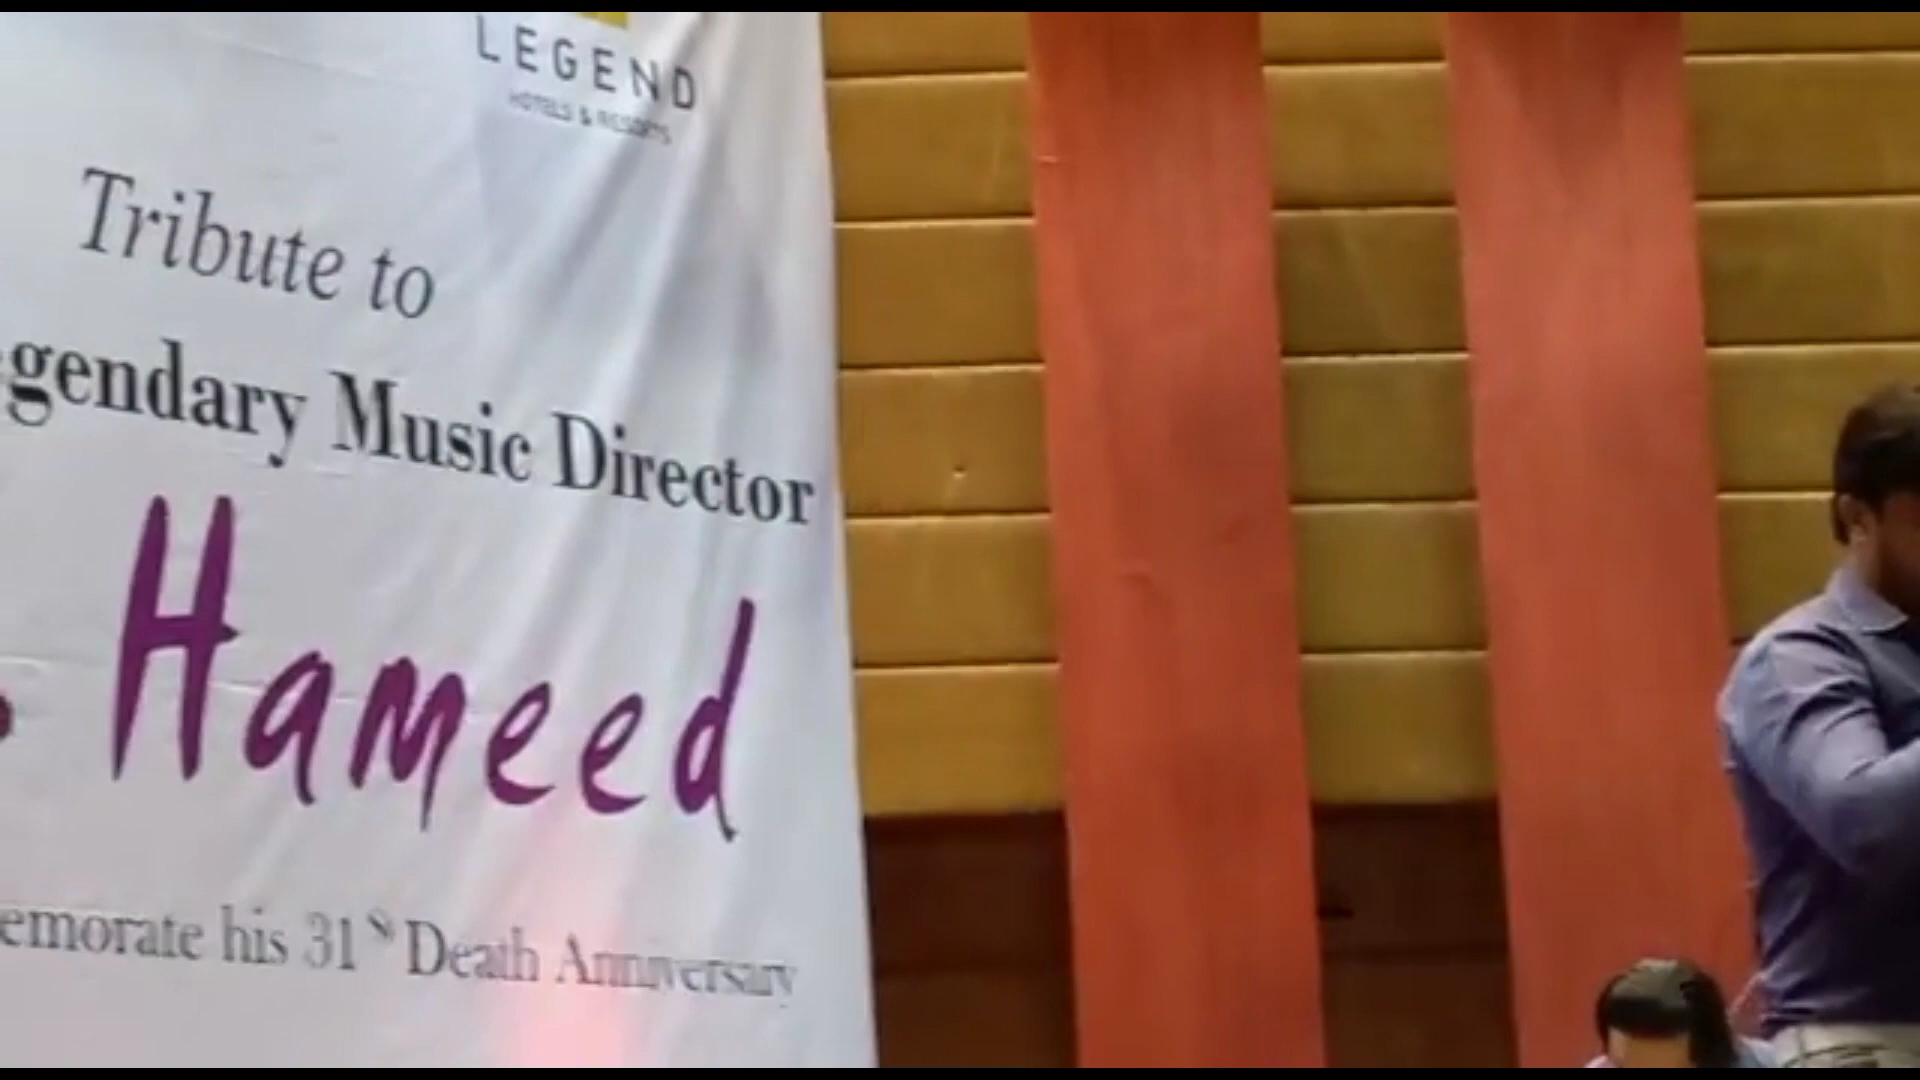 LEGEND
HOTELS & RESORTS
Tribute to
gendary Music Director
Hameed
emorate his 31st Death Anniversary